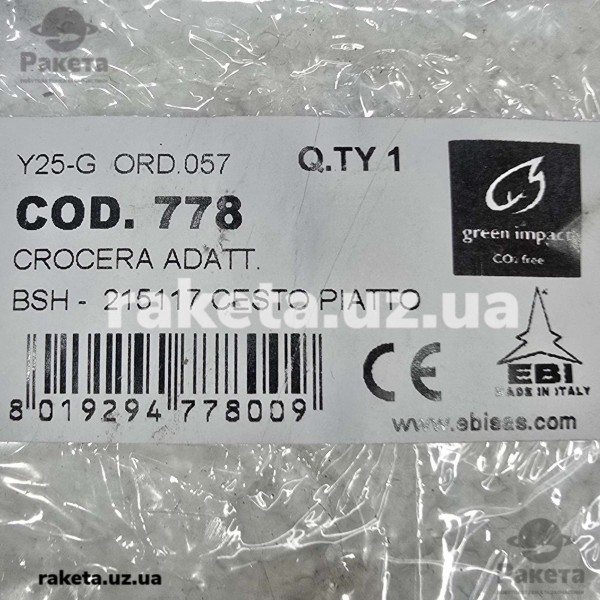 Ракета
Y25-G ORD.057 Q.TY 1
COD. 778
CROCERA ADATT.
BSH - 215117 CESTO PIATTO
green impact
CO₂ free
raketa.uz.ua
CE
EBI
MADE IN ITALY
8 019294 778009
www.ebisas.com
raketa.uz.ua
Ракета